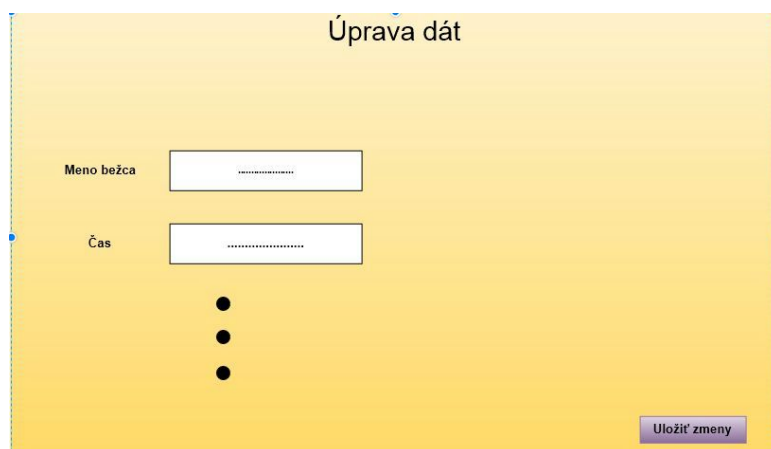 Úprava dát
Meno bežca ...................
Čas ......................
Uložiť zmeny